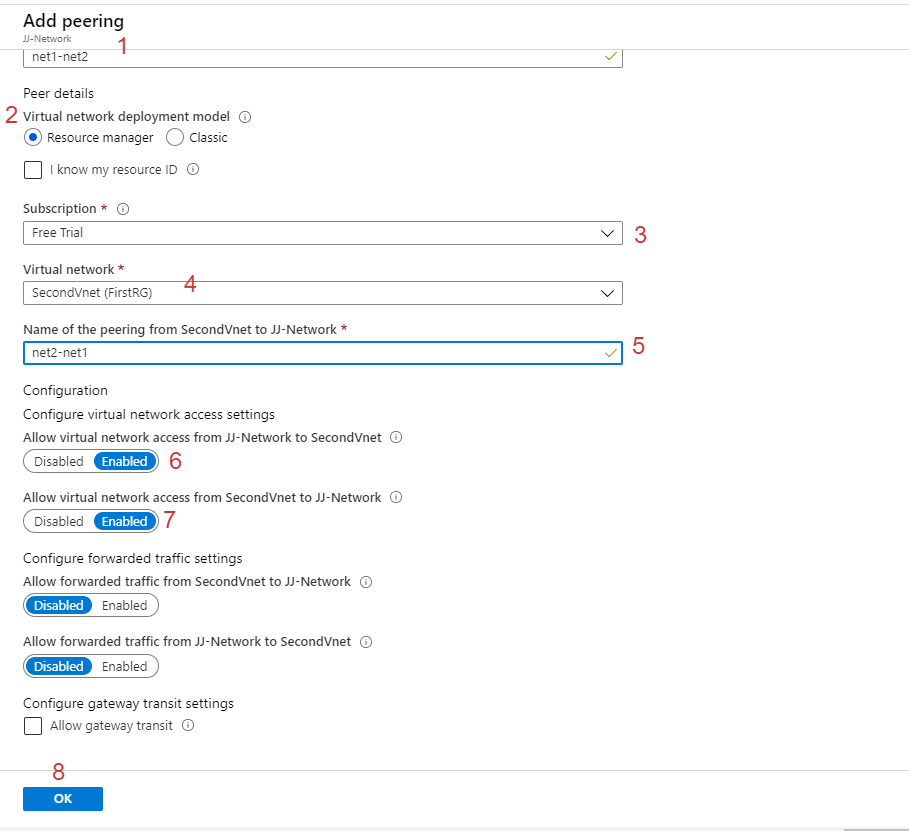 Add peering
JJ-Network
1
net1-net2
Peer details
2 Virtual network deployment model
Resource manager Classic
I know my resource ID
Subscription *
Free Trial 3
Virtual network *
4
SecondVnet (FirstRG)
Name of the peering from SecondVnet to JJ-Network *
net2-net1 5
Configuration
Configure virtual network access settings
Allow virtual network access from JJ-Network to SecondVnet
Disabled Enabled 6
Allow virtual network access from SecondVnet to JJ-Network
Disabled Enabled 7
Configure forwarded traffic settings
Allow forwarded traffic from SecondVnet to JJ-Network
Disabled Enabled
Allow forwarded traffic from JJ-Network to SecondVnet
Disabled Enabled
Configure gateway transit settings
Allow gateway transit
8
OK